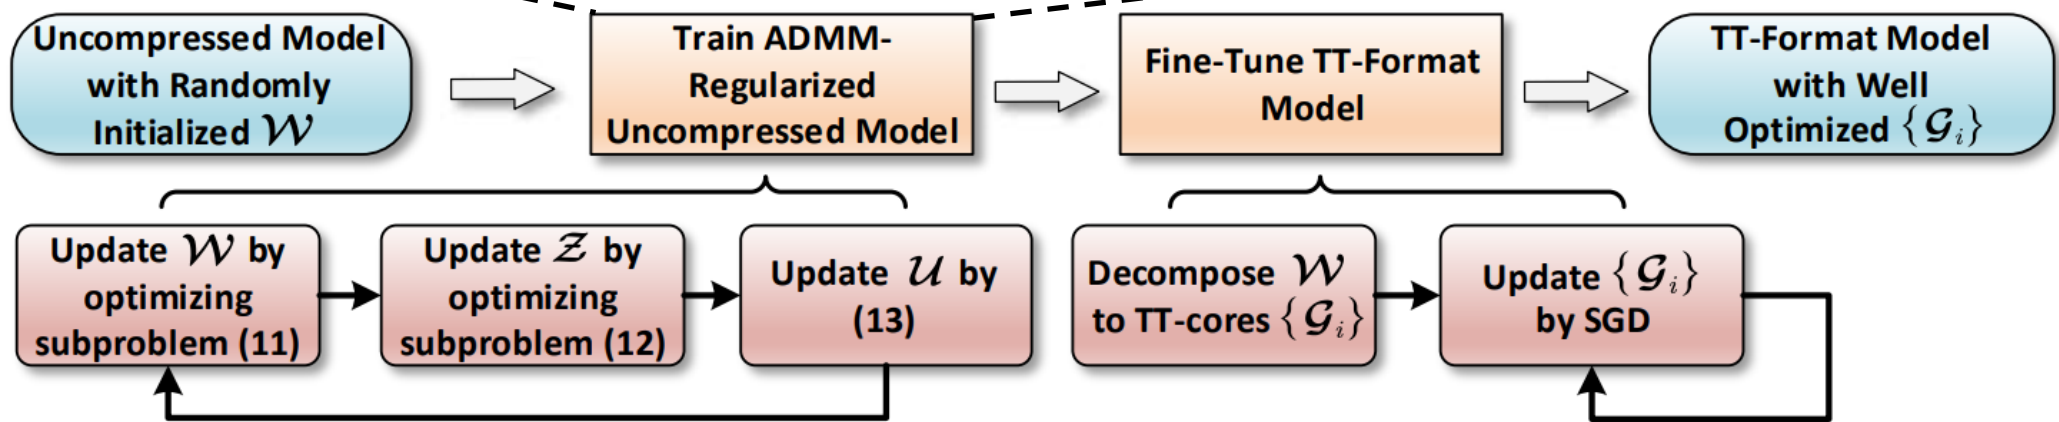 Uncompressed Model
with Randomly
Initialized 𝓦
Train ADMM-
Regularized
Uncompressed Model
Fine-Tune TT-Format
Model
TT-Format Model
with Well
Optimized {𝓖ᵢ}
Update 𝓦 by
optimizing
subproblem (11)
Update 𝓩 by
optimizing
subproblem (12)
Update 𝓤 by
(13)
Decompose 𝓦
to TT-cores {𝓖ᵢ}
Update {𝓖ᵢ}
by SGD